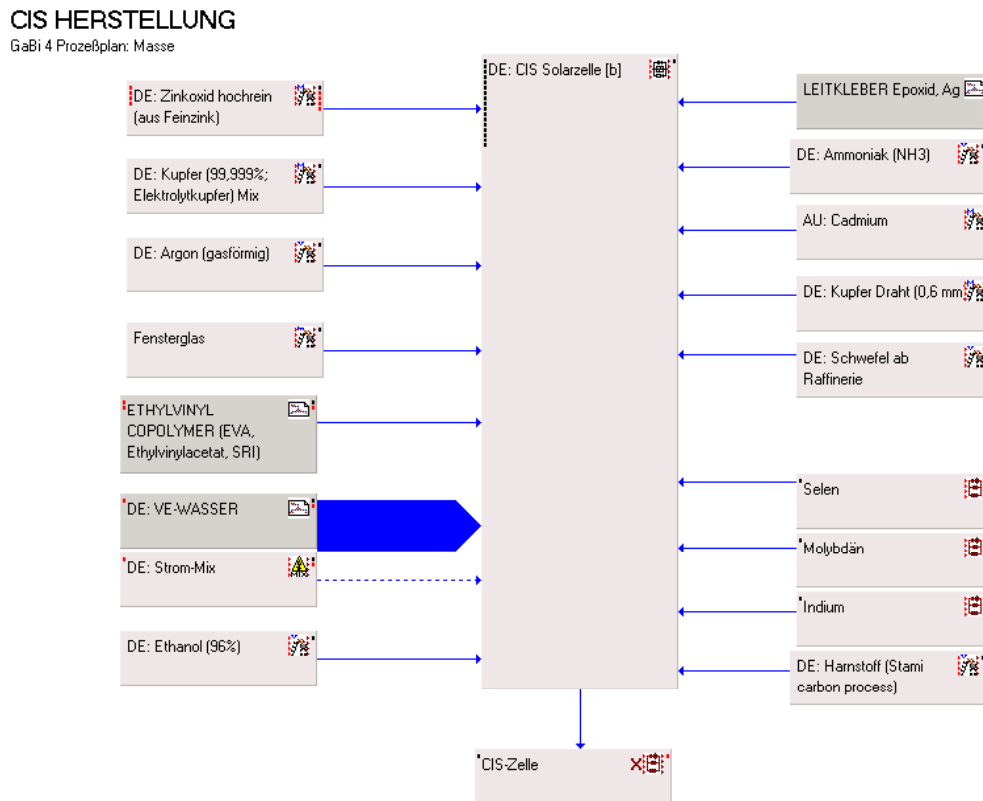 CIS HERSTELLUNG
GaBi 4 Prozeßplan: Masse
DE: Zinkoxid hochrein
(aus Feinzink)
DE: Kupfer (99,999%;
Elektrolytkupfer) Mix
DE: Argon (gasförmig)
Fensterglas
ETHYLVINYL
COPOLYMER (EVA,
Ethylvinylacetat, SRI)
DE: VE-WASSER
DE: Strom-Mix
MIX
DE: Ethanol (96%)
DE: CIS Solarzelle [b]
LEITKLEBER Epoxid, Ag
DE: Ammoniak (NH3)
AU: Cadmium
DE: Kupfer Draht (0,6 mm
DE: Schwefel ab
Raffinerie
Selen
Molybdän
Indium
DE: Harnstoff (Stami
carbon process)
CIS-Zelle